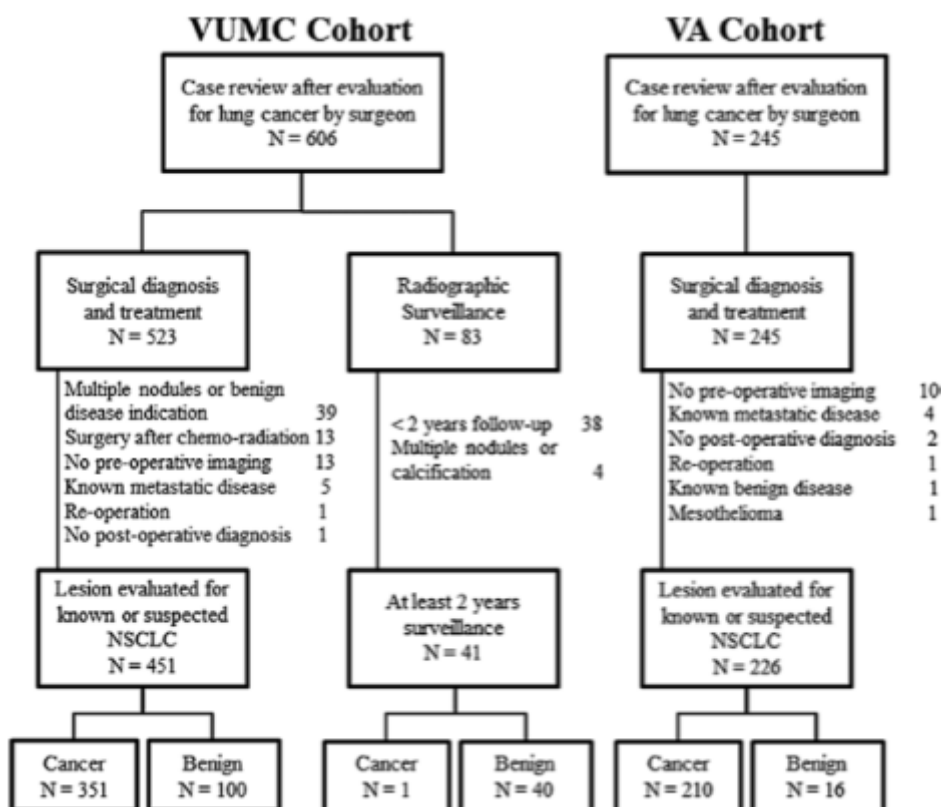 VUMC Cohort
VA Cohort
Case review after evaluation
for lung cancer by surgeon
N = 606
Case review after evaluation
for lung cancer by surgeon
N = 245
Surgical diagnosis
and treatment
N = 523
Radiographic
Surveillance
N = 83
Surgical diagnosis
and treatment
N = 245
Multiple nodules or benign
disease indication 39
Surgery after chemo-radiation 13
No pre-operative imaging 13
Known metastatic disease 5
Re-operation 1
No post-operative diagnosis 1
< 2 years follow-up 38
Multiple nodules or
calcification 4
No pre-operative imaging 10
Known metastatic disease 4
No post-operative diagnosis 2
Re-operation 1
Known benign disease 1
Mesothelioma 1
Lesion evaluated for
known or suspected
NSCLC
N = 451
At least 2 years
surveillance
N = 41
Lesion evaluated for
known or suspected
NSCLC
N = 226
Cancer
N = 351
Benign
N = 100
Cancer
N = 1
Benign
N = 40
Cancer
N = 210
Benign
N = 16